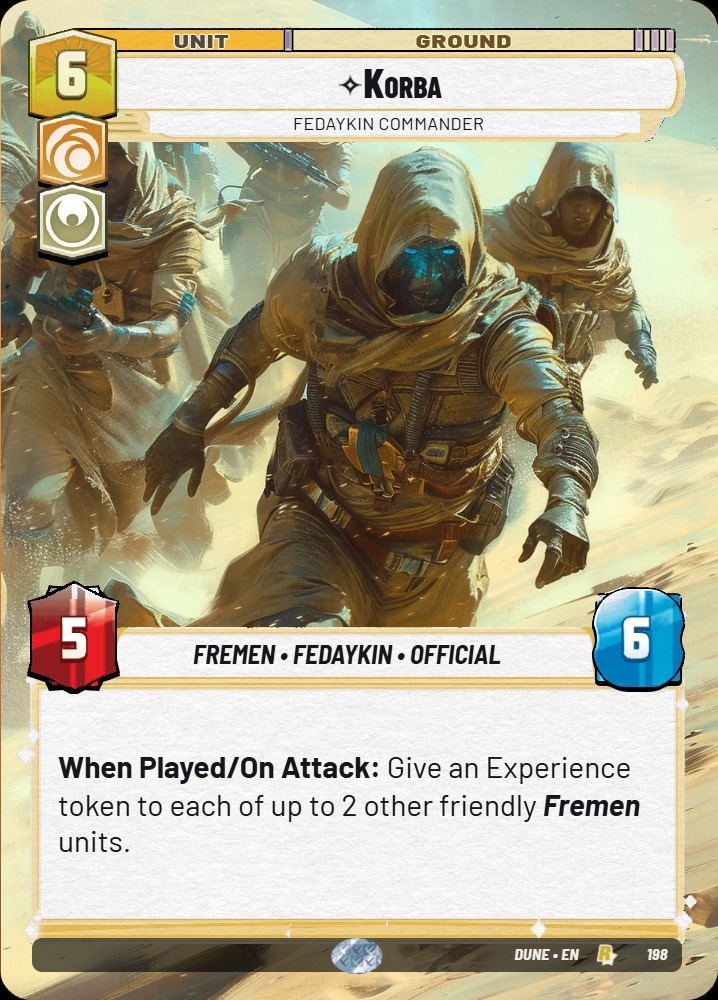 UNIT GROUND
6
✧KORBA
FEDAYKIN COMMANDER
5 FREMEN • FEDAYKIN • OFFICIAL 6
When Played/On Attack: Give an Experience
token to each of up to 2 other friendly Fremen
units.
DUNE • EN R 198